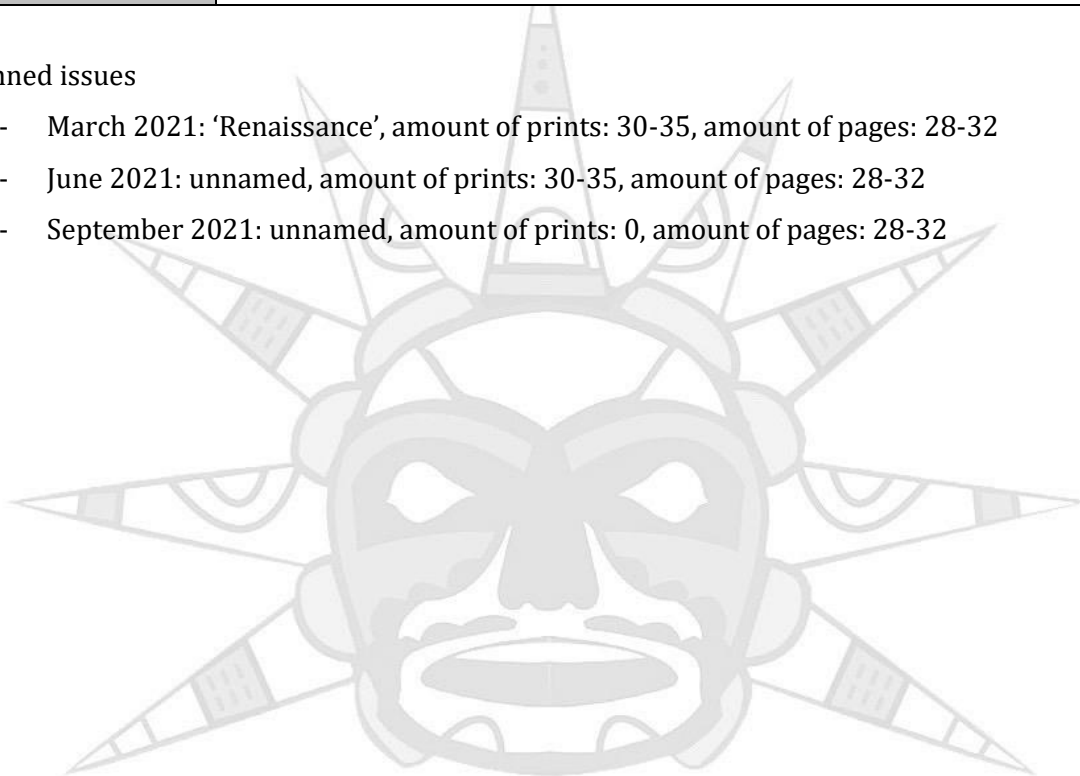 nned issues
- March 2021: ‘Renaissance’, amount of prints: 30-35, amount of pages: 28-32
- June 2021: unnamed, amount of prints: 30-35, amount of pages: 28-32
- September 2021: unnamed, amount of prints: 0, amount of pages: 28-32